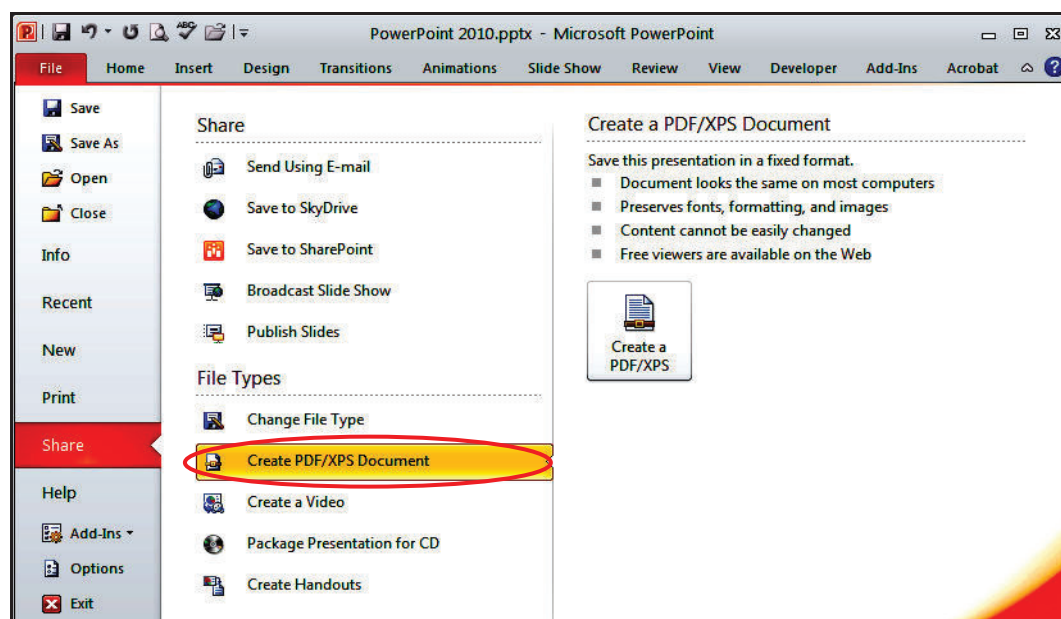 PowerPoint 2010.pptx - Microsoft PowerPoint
File Home Insert Design Transitions Animations Slide Show Review View Developer Add-Ins Acrobat
Save
Save As
Open
Close
Info
Recent
New
Print
Share
Help
Add-Ins
Options
Exit
Share
Send Using E-mail
Save to SkyDrive
Save to SharePoint
Broadcast Slide Show
Publish Slides
File Types
Change File Type
Create PDF/XPS Document
Create a Video
Package Presentation for CD
Create Handouts
Create a PDF/XPS Document
Save this presentation in a fixed format.
Document looks the same on most computers
Preserves fonts, formatting, and images
Content cannot be easily changed
Free viewers are available on the Web
Create a
PDF/XPS